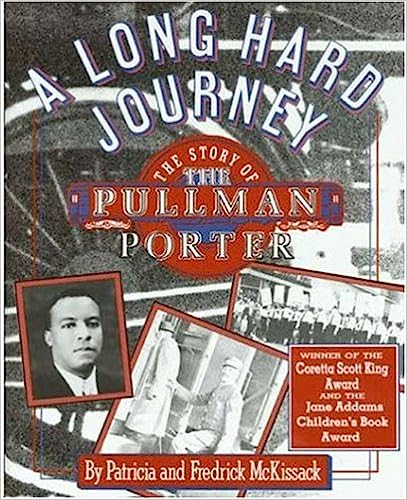 A LONG HARD
JOURNEY
THE STORY OF
THE
PULLMAN
PORTER
WINNER OF THE
Coretta Scott King
Award
AND THE
Jane Addams
Children's Book
Award
By Patricia and Fredrick McKissack